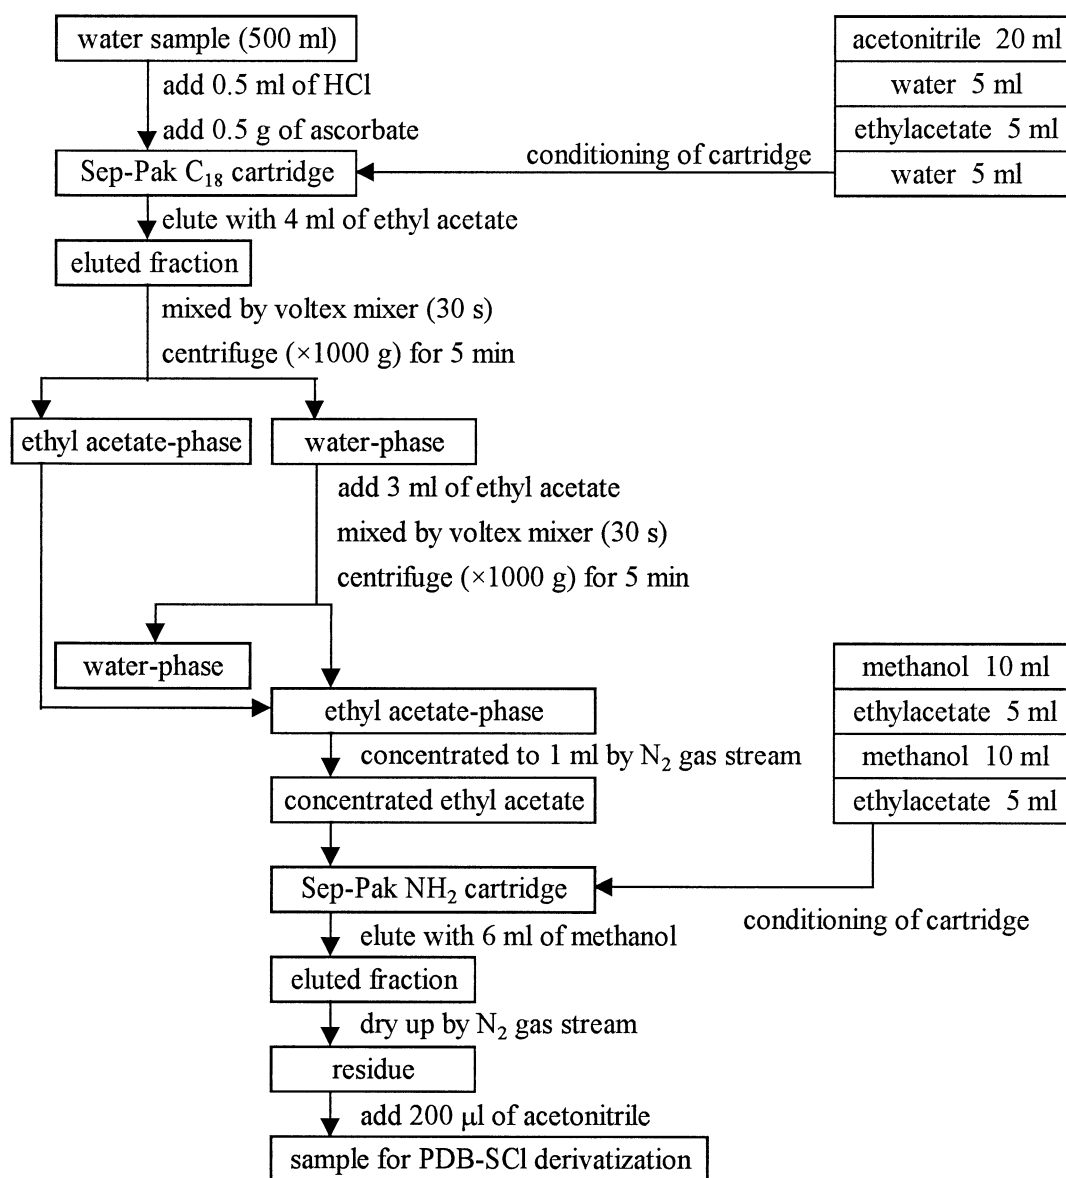 water sample (500 ml)
add 0.5 ml of HCl
add 0.5 g of ascorbate
acetonitrile 20 ml
water 5 ml
ethylacetate 5 ml
water 5 ml
conditioning of cartridge
Sep-Pak C₁₈ cartridge
elute with 4 ml of ethyl acetate
eluted fraction
mixed by voltex mixer (30 s)
centrifuge (×1000 g) for 5 min
ethyl acetate-phase
water-phase
add 3 ml of ethyl acetate
mixed by voltex mixer (30 s)
centrifuge (×1000 g) for 5 min
water-phase
ethyl acetate-phase
concentrated to 1 ml by N₂ gas stream
concentrated ethyl acetate
methanol 10 ml
ethylacetate 5 ml
methanol 10 ml
ethylacetate 5 ml
Sep-Pak NH₂ cartridge
conditioning of cartridge
elute with 6 ml of methanol
eluted fraction
dry up by N₂ gas stream
residue
add 200 μl of acetonitrile
sample for PDB-SCl derivatization